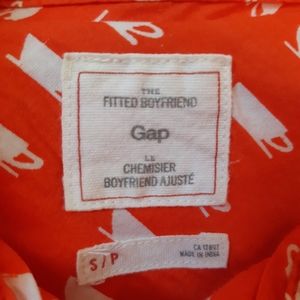 THE
FITTED BOYFRIEND
Gap
LE
CHEMISIER
BOYFRIEND AJUSTÉ
S / P
MADE IN INDIA